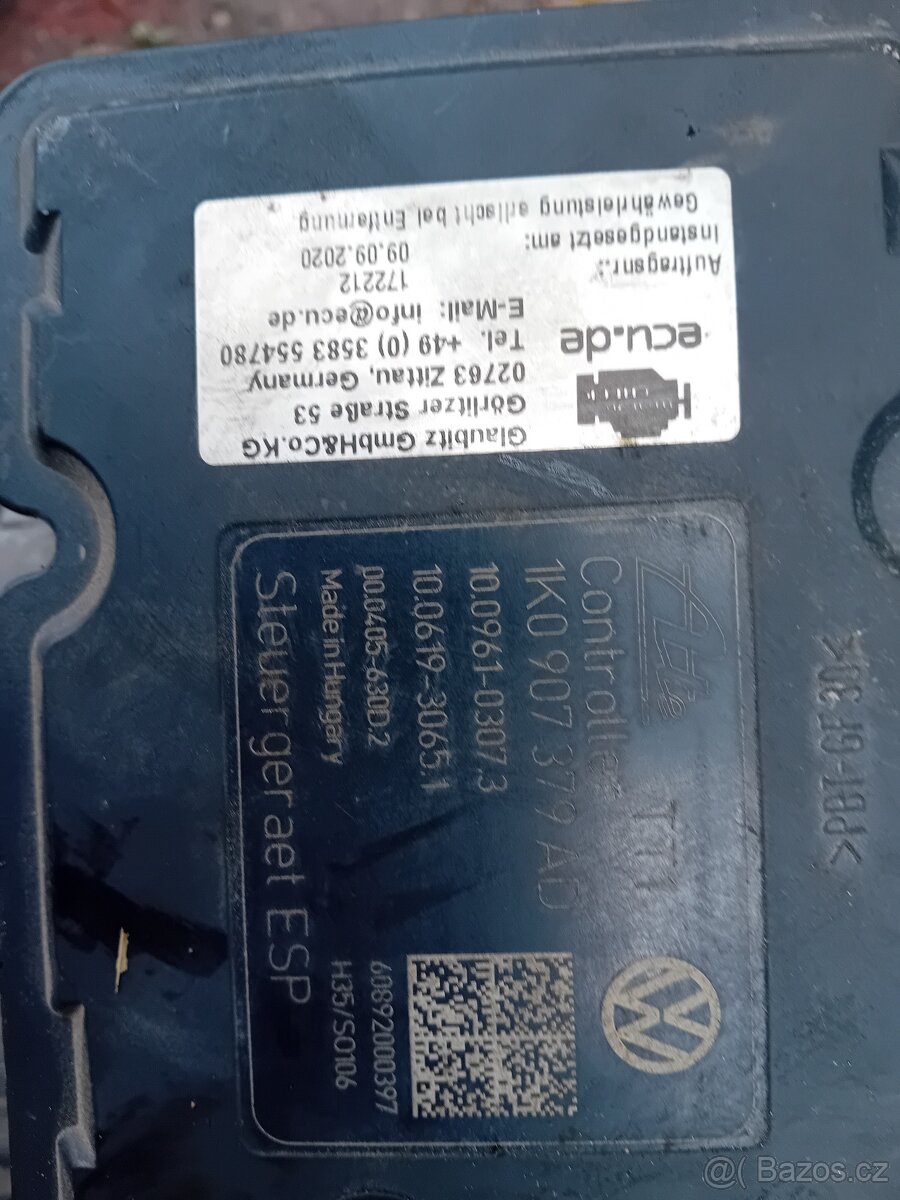 Glaubitz GmbH&Co.KG
Görlitzer Straße 53
02763 Zittau, Germany
Tel. +49 (0) 3583 554780
E-Mail: info@ecu.de
ecu.de
Auftragsnr.: 172212
Instandgesetzt am: 09.09.2020
Gewährleistung erlischt bei Entfernung
Ate
TT1
Controller
1K0 907 379 AD
10.0961-0307.3
10.0619-3065.1
00.0405-630D.2
Made in Hungary
60892000397
H35/S0106
Steuergeraet ESP
VW
>PBT-GF30<
@( Bazoš.cz